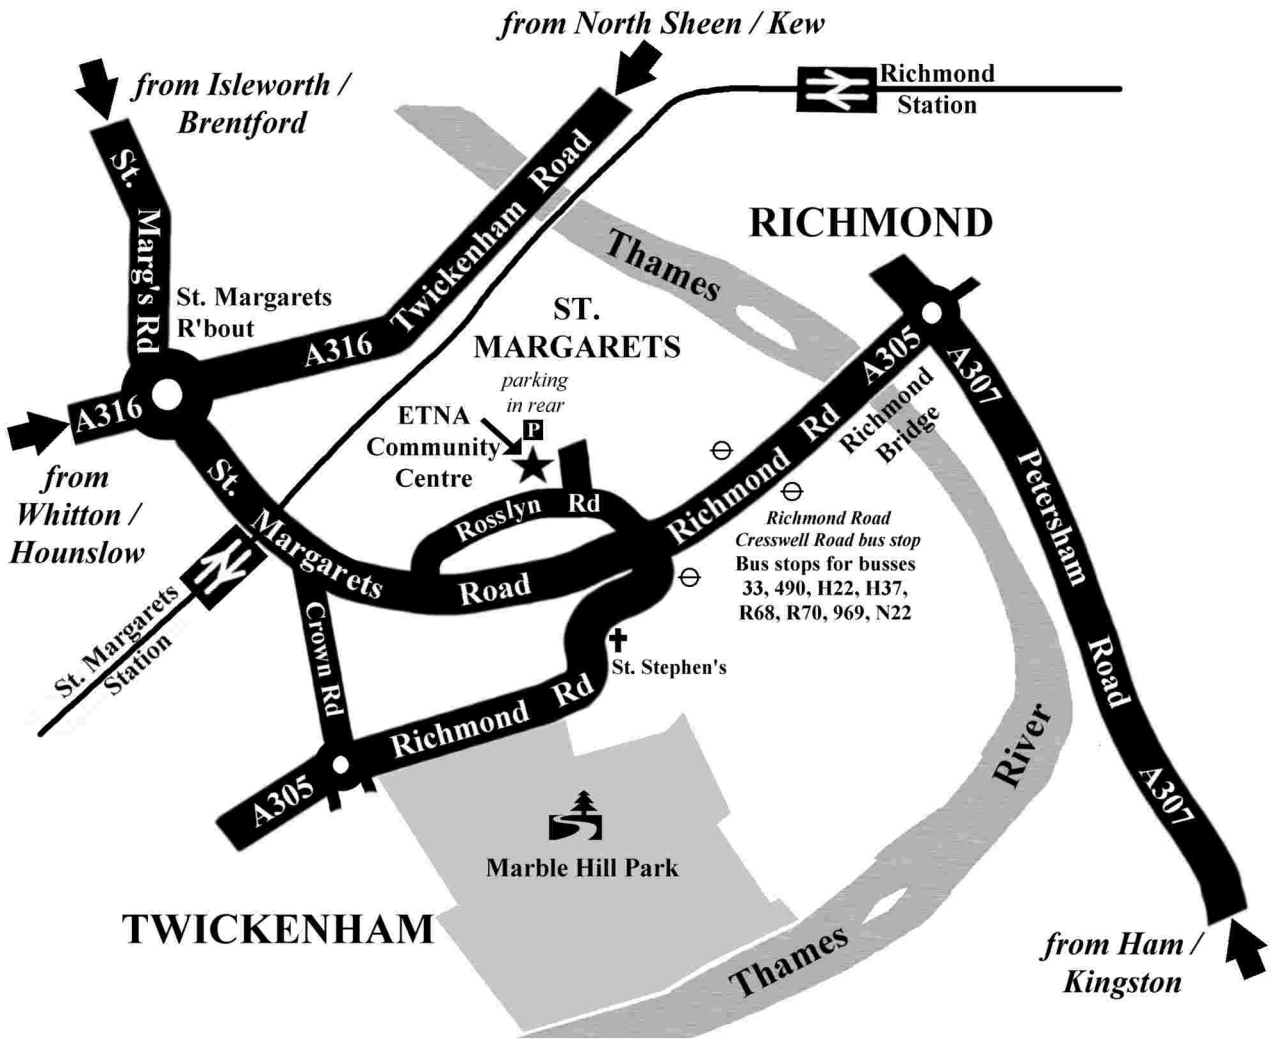 from North Sheen / Kew
from Isleworth /
Brentford
Richmond
Station
St. Marg's Rd
Twickenham Road
RICHMOND
Thames
St. Margarets
R'bout
A316
ST.
MARGARETS
A305
A307
parking
in rear
P
A316
ETNA
Community
Centre
Richmond
Bridge
from
Whitton /
Hounslow
St. Margarets Road
Rosslyn Rd
Richmond Rd
Richmond Road
Cresswell Road bus stop
Bus stops for busses
33, 490, H22, H37,
R68, R70, 969, N22
Petersham Road
St. Margarets
Station
Crown Rd
St. Stephen's
Richmond Rd
A305
River
A307
Marble Hill Park
TWICKENHAM
Thames
from Ham /
Kingston